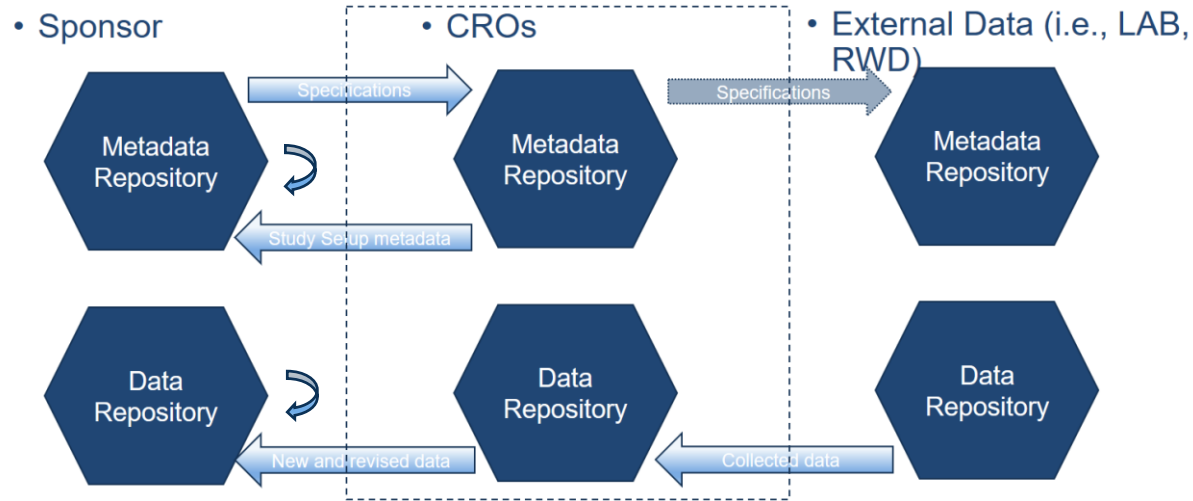 • Sponsor
• CROs
• External Data (i.e., LAB,
RWD)
Specifications
Specifications
Metadata
Repository
Metadata
Repository
Metadata
Repository
Study Setup metadata
Data
Repository
Data
Repository
Data
Repository
New and revised data
Collected data